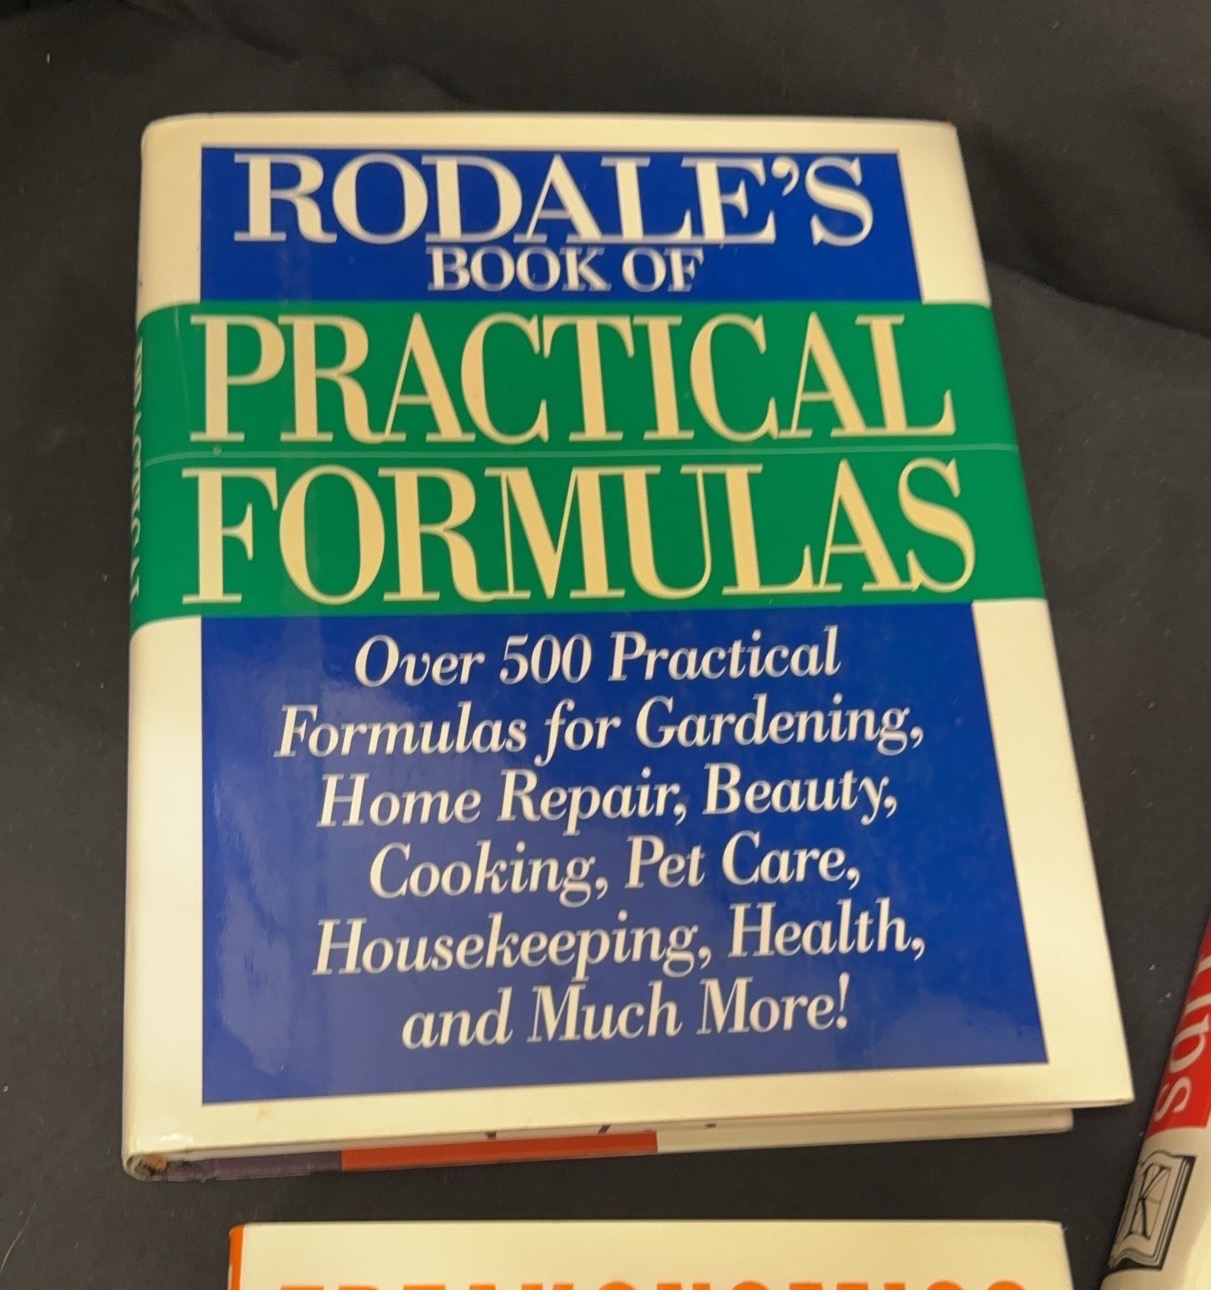 RODALE'S
BOOK OF
PRACTICAL
FORMULAS
Over 500 Practical
Formulas for Gardening,
Home Repair, Beauty,
Cooking, Pet Care,
Housekeeping, Health,
and Much More!
FREAKONOMICS
K